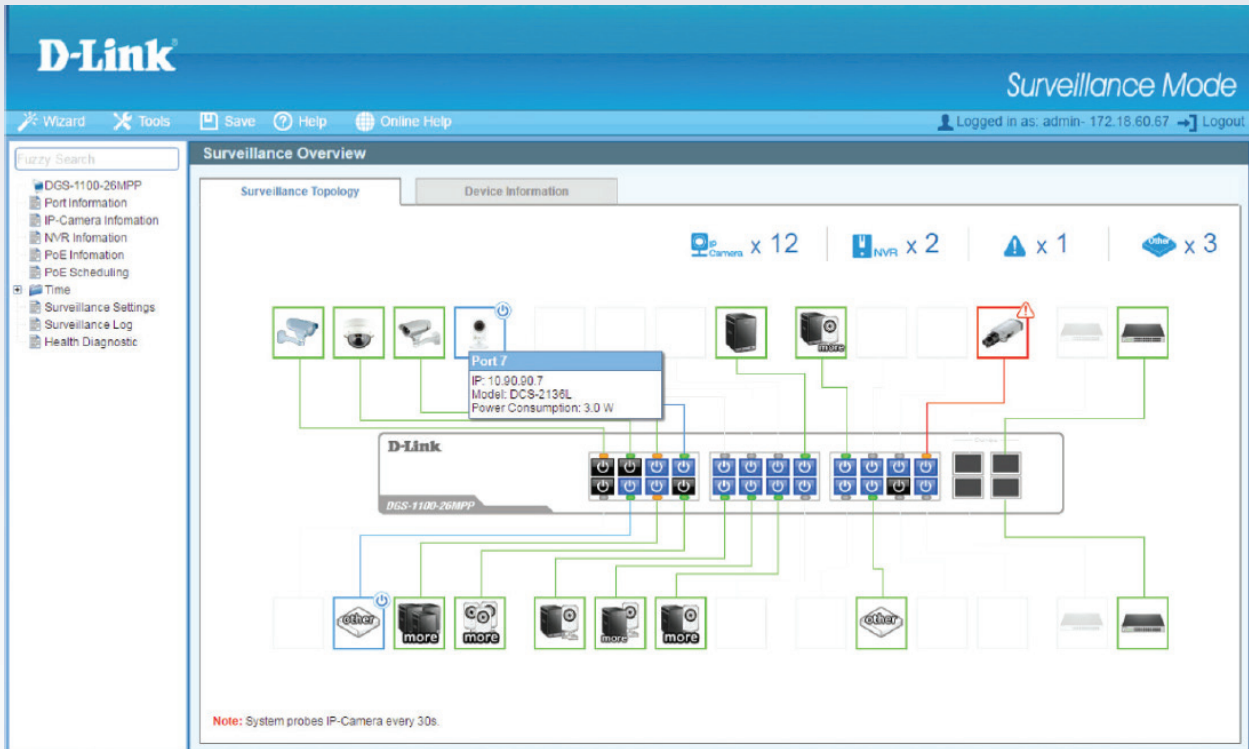 D-Link
Surveillance Mode
Wizard Tools Save Help Online Help Logged in as: admin- 172.18.60.67 Logout
Fuzzy Search
DGS-1100-26MPP
Port Information
IP-Camera Infomation
NVR Infomation
PoE Infomation
PoE Scheduling
Time
Surveillance Settings
Surveillance Log
Health Diagnostic
Surveillance Overview
Surveillance Topology Device Information
IP Camera x 12 NVR x 2 x 1 Other x 3
more
Port 7
IP: 10.90.90.7
Model: DCS-2136L
Power Consumption: 3.0 W
D-Link
DGS-1100-26MPP
other more more more more other
Note: System probes IP-Camera every 30s.